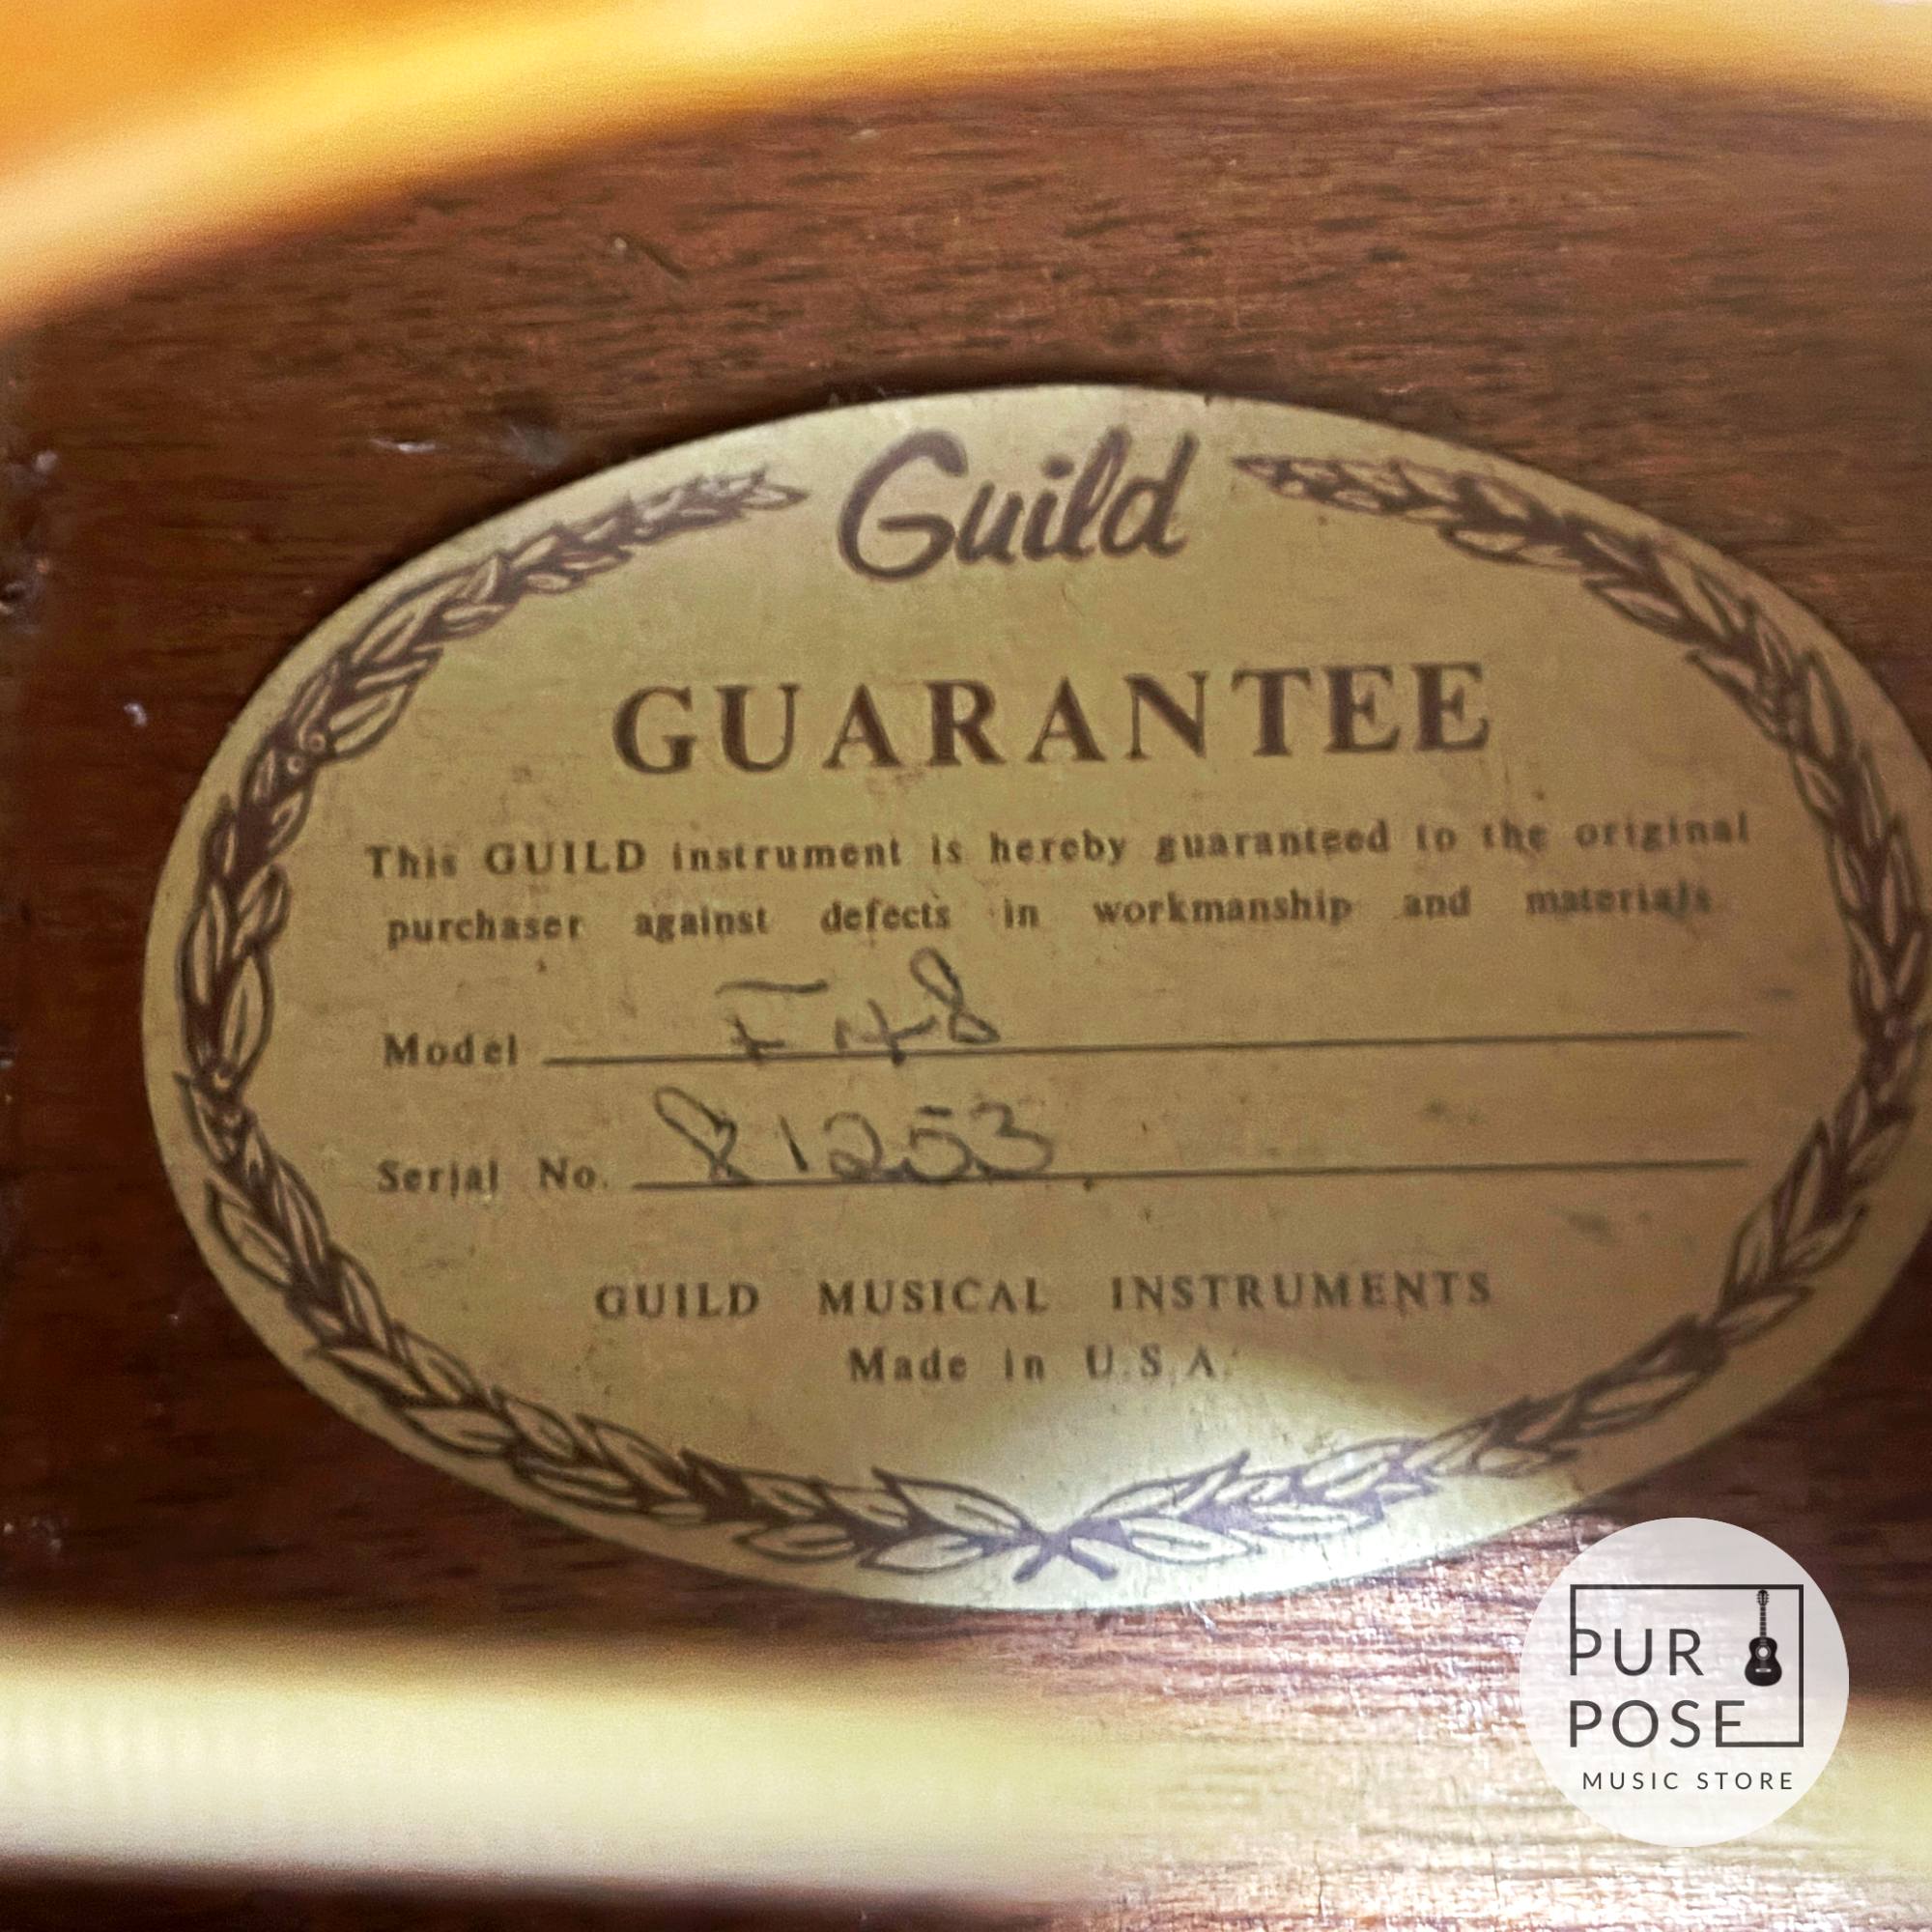 Guild
GUARANTEE
This GUILD instrument is hereby guaranteed to the original
purchaser against defects in workmanship and materials
Model F48
Serial No. 81253
GUILD MUSICAL INSTRUMENTS
Made in U.S.A.
PUR
POSE
MUSIC STORE